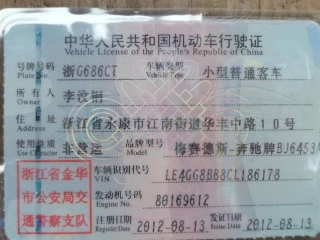 中华人民共和国机动车行驶证
Vehicle License of the People's Republic of China
号牌号码 浙G686CT 车辆类型 小型普通客车
Plate No. Vehicle Type
所有人 李
Owner
住址 浙江省永康市江南街道华丰中路10号
Address
使用性质 非营运 品牌型号 梅赛德斯-奔驰牌BJ6453A
Use Character Model
浙江省金华 车辆识别代号 LE4GG8BB8CL186178
VIN
市公安局交 发动机号码 80169612
Engine No.
通警察支队 注册日期 2012-08-13 发证日期 2012-08-13
Register Date Issue Date